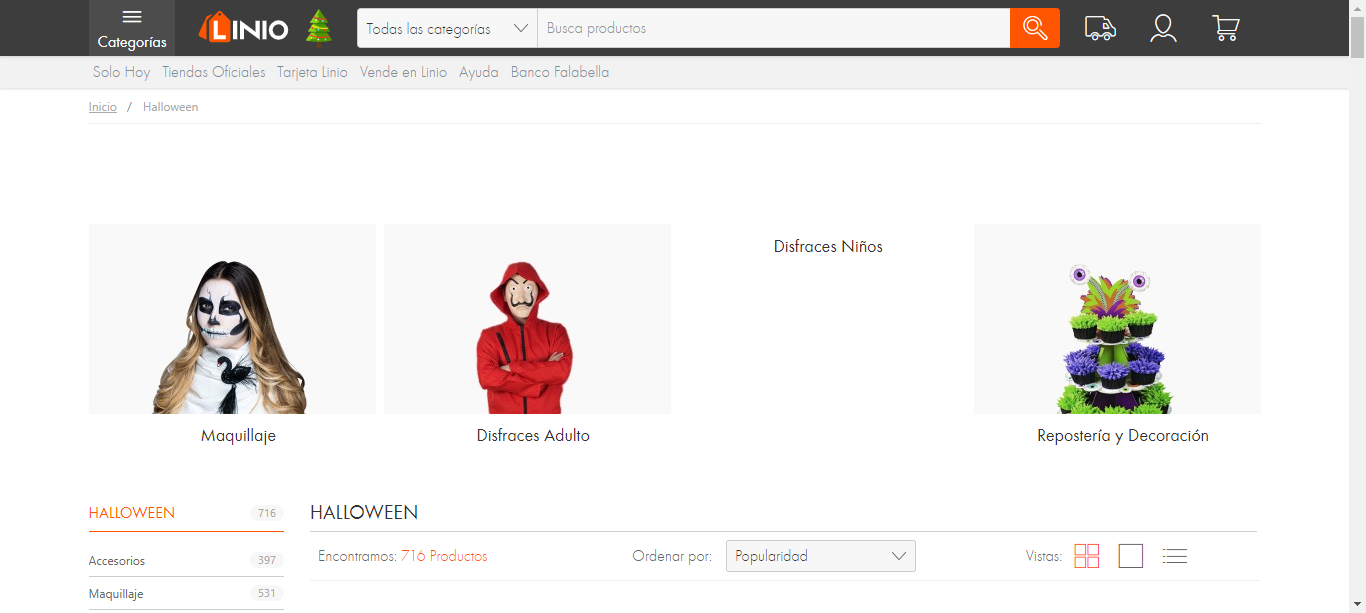 Categorías
LINIO
Todas las categorías
Busca productos
Solo Hoy Tiendas Oficiales Tarjeta Linio Vende en Linio Ayuda Banco Falabella
Inicio / Halloween
Disfraces Niños
Maquillaje
Disfraces Adulto
Repostería y Decoración
HALLOWEEN 716
Accesorios 397
Maquillaje 531
HALLOWEEN
Encontramos: 716 Productos
Ordenar por: Popularidad
Vistas: